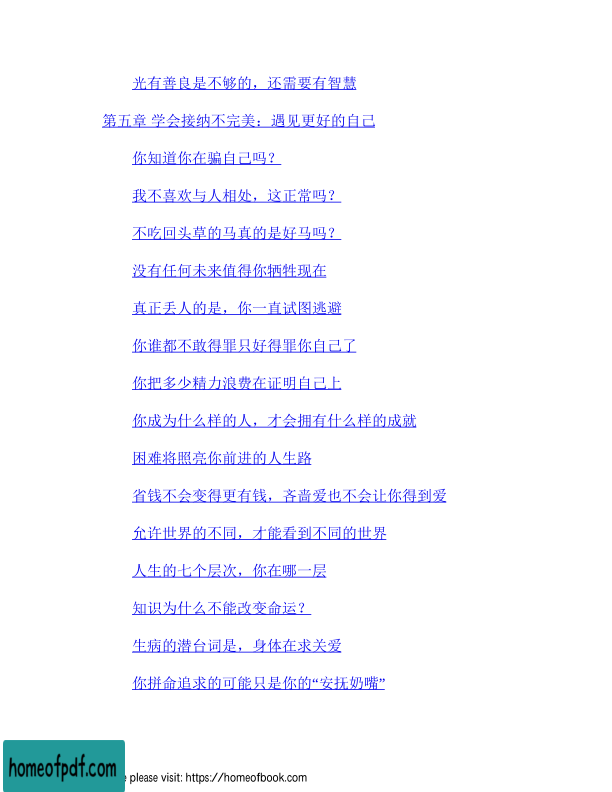 光有善良是不够的，还需要有智慧
第五章 学会接纳不完美：遇见更好的自己
你知道你在骗自己吗？
我不喜欢与人相处，这正常吗？
不吃回头草的马真的是好马吗？
没有任何未来值得你牺牲现在
真正丢人的是，你一直试图逃避
你谁都不敢得罪只好得罪你自己了
你把多少精力浪费在证明自己上
你成为什么样的人，才会拥有什么样的成就
困难将照亮你前进的人生路
省钱不会变得更有钱，吝啬爱也不会让你得到爱
允许世界的不同，才能看到不同的世界
人生的七个层次，你在哪一层
知识为什么不能改变命运？
生病的潜台词是，身体在求关爱
你拼命追求的可能只是你的“安抚奶嘴”
homeofpdf.com
please visit: https://homeofbook.com